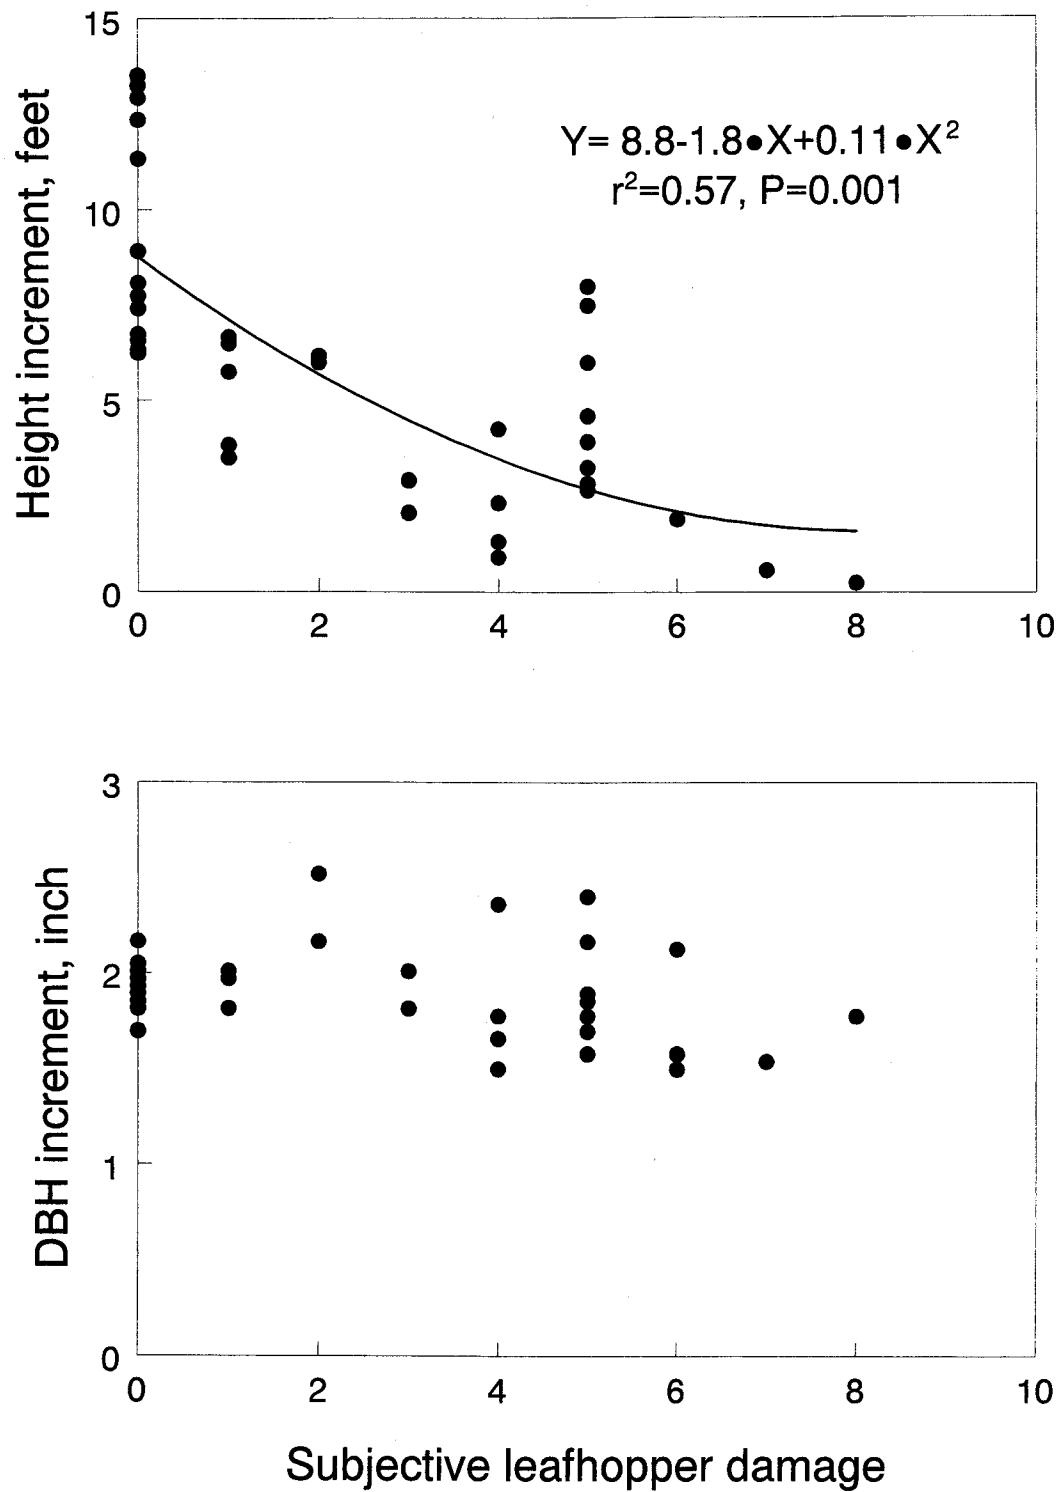 15
10
5
0
Height increment, feet
Y= 8.8-1.8•X+0.11•X²
r²=0.57, P=0.001
0 2 4 6 8 10
3
2
1
0
DBH increment, inch
0 2 4 6 8 10
Subjective leafhopper damage